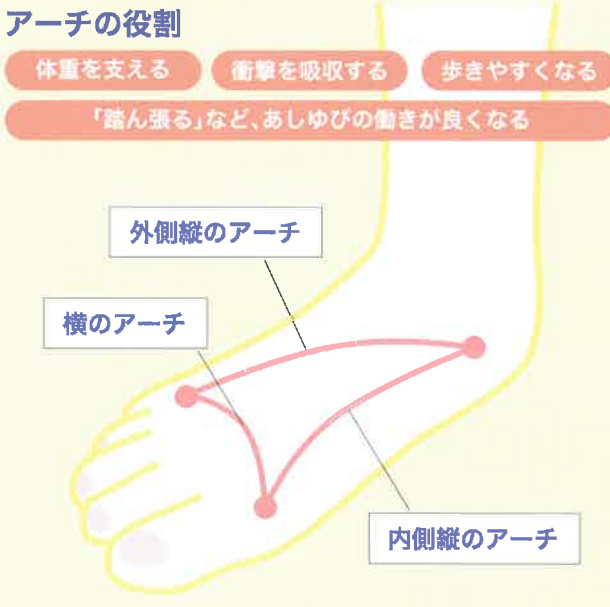 アーチの役割
体重を支える
衝撃を吸収する
歩きやすくなる
「踏ん張る」など、あしゆびの働きが良くなる
外側縦のアーチ
横のアーチ
内側縦のアーチ